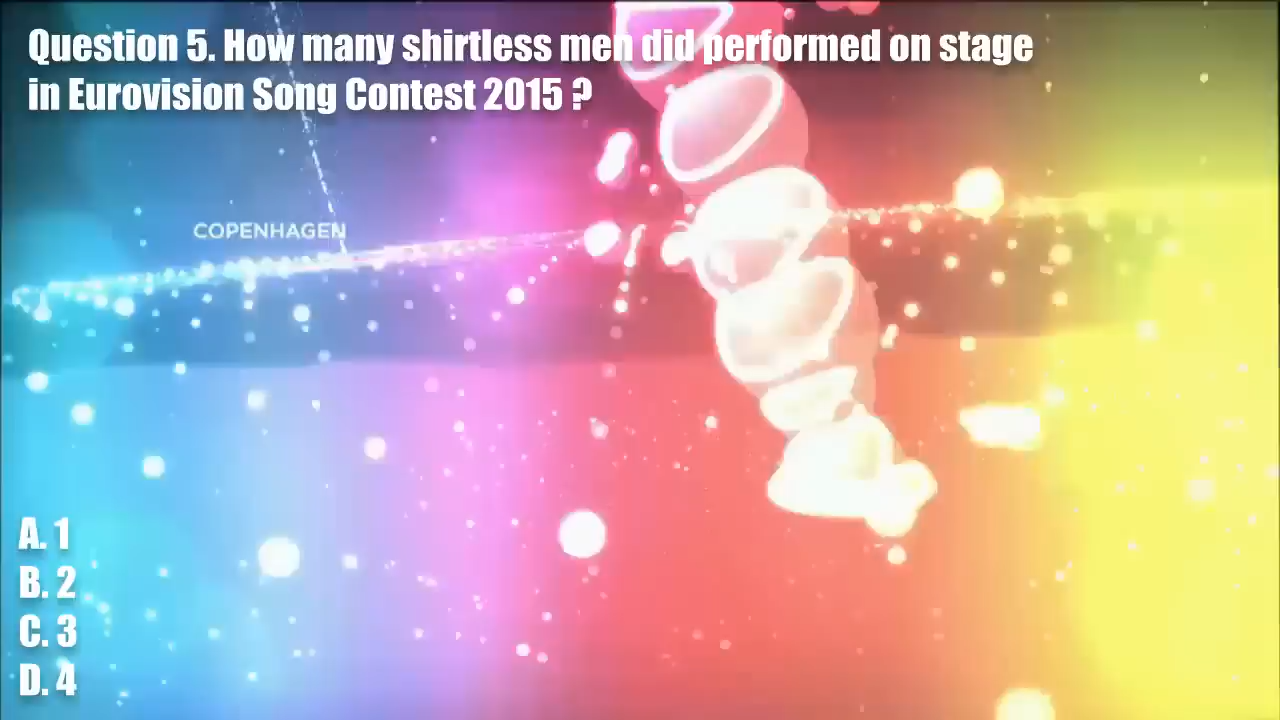 Question 5. How many shirtless men did performed on stage
in Eurovision Song Contest 2015 ?
COPENHAGEN
A. 1
B. 2
C. 3
D. 4